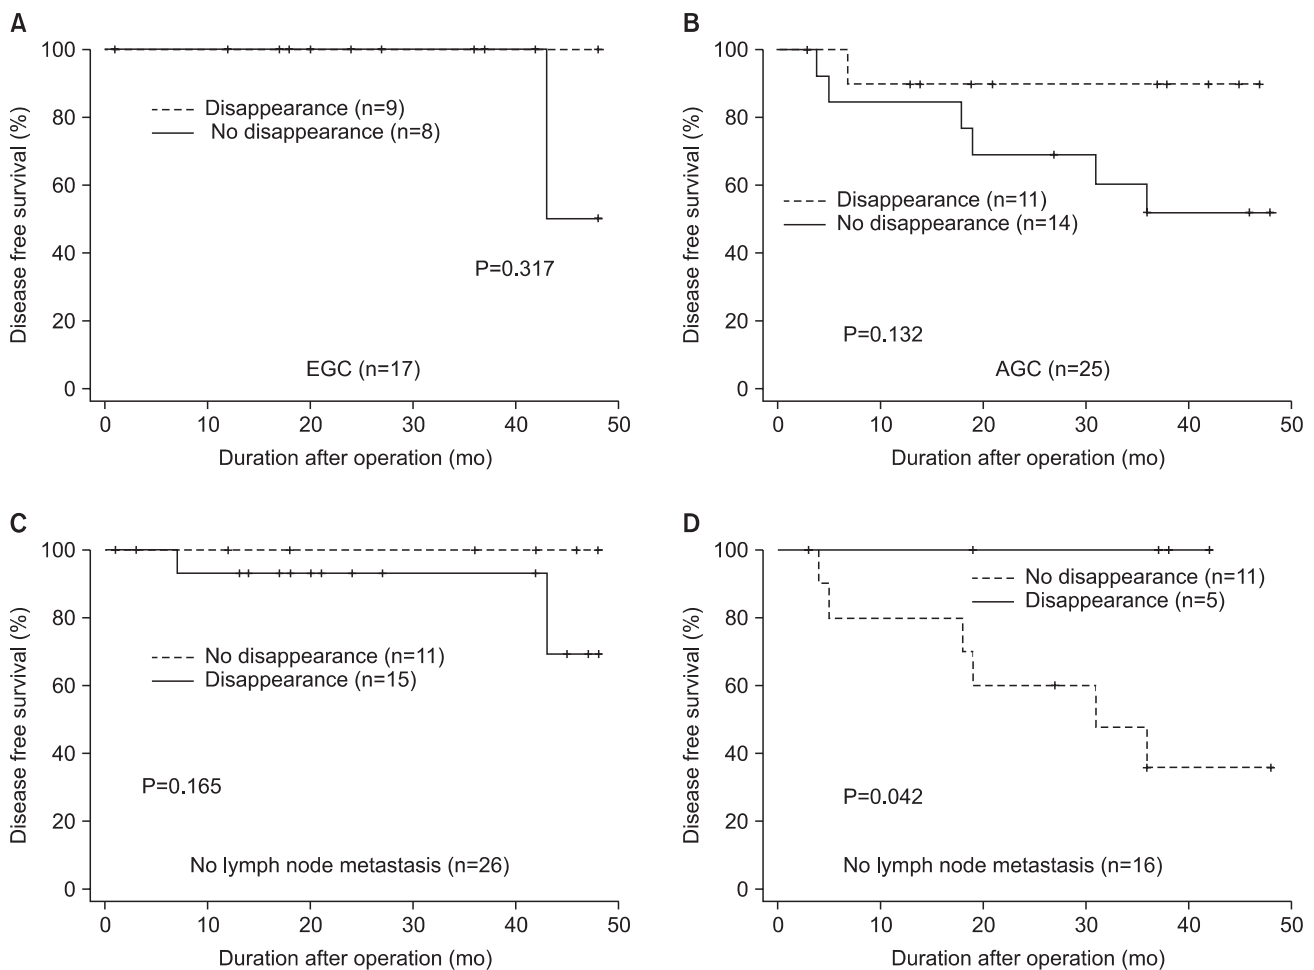 A
100
80
60
40
20
0
Disease free survival (%)
Disappearance (n=9)
No disappearance (n=8)
P=0.317
EGC (n=17)
0 10 20 30 40 50
Duration after operation (mo)
B
100
80
60
40
20
0
Disease free survival (%)
Disappearance (n=11)
No disappearance (n=14)
P=0.132
AGC (n=25)
0 10 20 30 40 50
Duration after operation (mo)
C
100
80
60
40
20
0
Disease free survival (%)
No disappearance (n=11)
Disappearance (n=15)
P=0.165
No lymph node metastasis (n=26)
0 10 20 30 40 50
Duration after operation (mo)
D
100
80
60
40
20
0
Disease free survival (%)
No disappearance (n=11)
Disappearance (n=5)
P=0.042
No lymph node metastasis (n=16)
0 10 20 30 40 50
Duration after operation (mo)